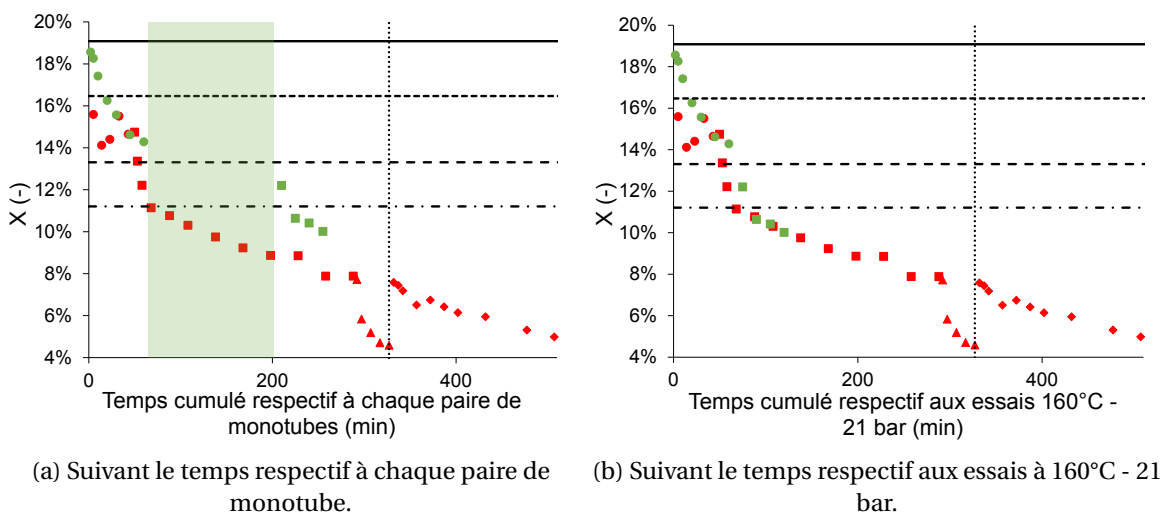 20%
18%
16%
14%
12%
10%
8%
6%
4%
X (-)
0
200
400
Temps cumulé respectif à chaque paire de
monotubes (min)
(a) Suivant le temps respectif à chaque paire de
monotube.
20%
18%
16%
14%
12%
10%
8%
6%
4%
X (-)
0
200
400
Temps cumulé respectif aux essais 160°C -
21 bar (min)
(b) Suivant le temps respectif aux essais à 160°C - 21
bar.